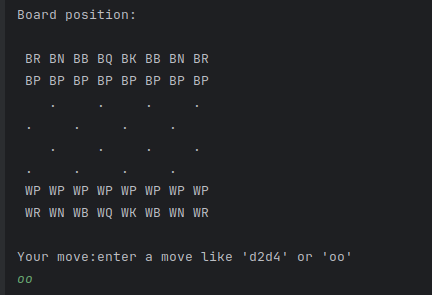 Board position:
BR BN BB BQ BK BB BN BR
BP BP BP BP BP BP BP BP
. . . .
. . . .
. . . .
. . . .
WP WP WP WP WP WP WP WP
WR WN WB WQ WK WB WN WR
Your move:enter a move like 'd2d4' or 'oo'
oo